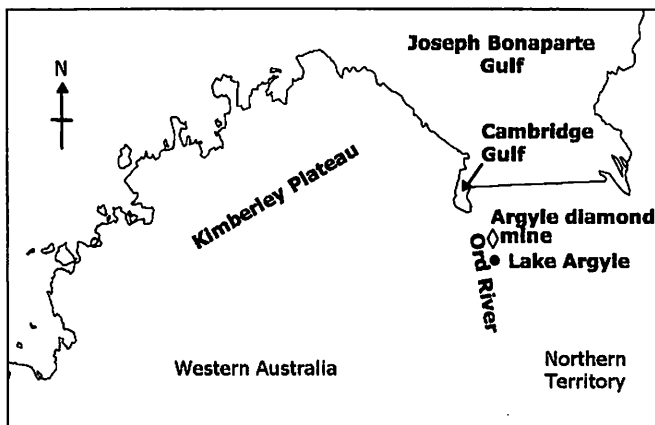 Joseph Bonaparte
Gulf
N
Cambridge
Gulf
Kimberley Plateau
Argyle diamond
mine
Ord River
Lake Argyle
Western Australia
Northern
Territory